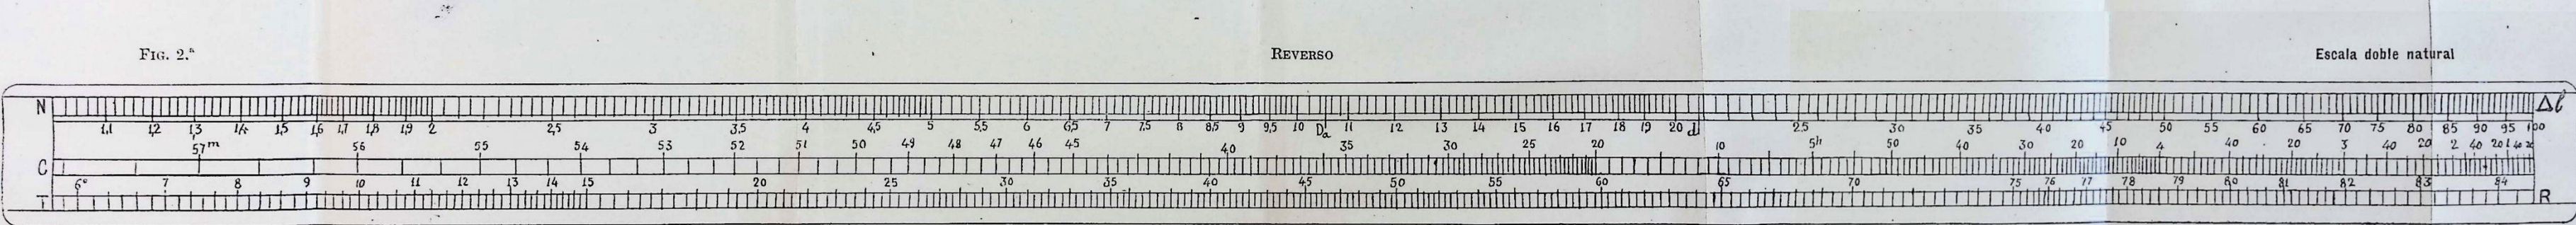 FIG. 2.ª REVERSO Escala doble natural
N Δl
1,1 1,2 1,3 1,4 1,5 1,6 1,7 1,8 1,9 2 2,5 3 3,5 4 4,5 5 5,5 6 6,5 7 7,5 8 8,5 9 9,5 10 Da 11 12 13 14 15 16 17 18 19 20 d 25 30 35 40 45 50 55 60 65 70 75 80 85 90 95 100
57m 56 55 54 53 52 51 50 49 48 47 46 45 40 35 30 25 20 10 5h 50 40 30 20 10 4 40 20 3 40 20 2 40 20 1 40
C
6° 7 8 9 10 11 12 13 14 15 20 25 30 35 40 45 50 55 60 65 70 75 76 77 78 79 80 81 82 83 84
T R